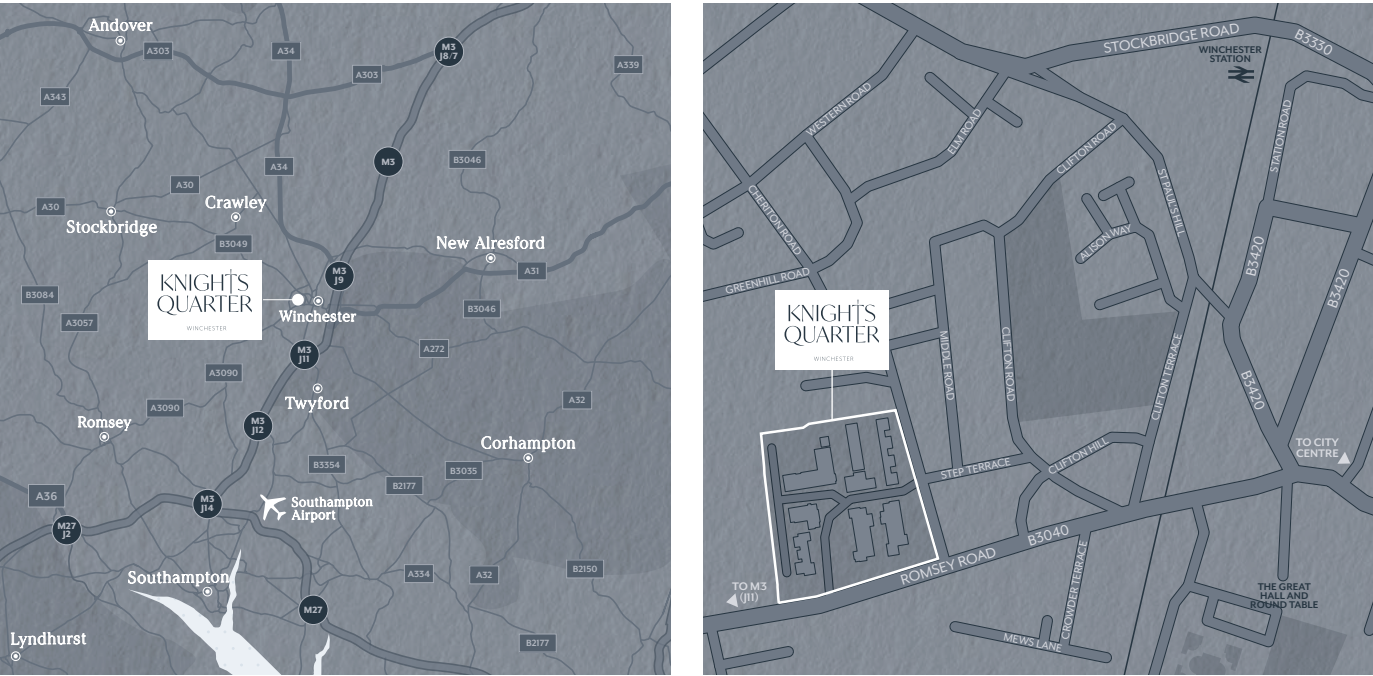 Andover
A303
A34
M3
J8/7
A303
A339
A343
M3
A34
B3046
A30
A30
Crawley
Stockbridge
B3049
New Alresford
M3
J9
A31
KNIGHTS
QUARTER
WINCHESTER
B3084
A3057
Winchester
B3046
M3
J11
A272
A3090
Twyford
A32
A3090
Romsey
M3
J12
Corhampton
B3354
B3035
B2177
A36
M3
J14
Southampton
Airport
M27
J2
Southampton
A334
A32
B2150
M27
Lyndhurst
B2177
STOCKBRIDGE ROAD
B3330
WINCHESTER
STATION
WESTERN ROAD
ELM ROAD
CLIFTON ROAD
STATION ROAD
CHERITON ROAD
ST PAUL'S HILL
ALISON WAY
GREENHILL ROAD
B3420
B3420
KNIGHTS
QUARTER
WINCHESTER
MIDDLE ROAD
CLIFTON ROAD
CLIFTON TERRACE
B3420
TO CITY
CENTRE
STEP TERRACE
CLIFTON HILL
B3040
ROMSEY ROAD
TO M3
(J11)
CROWDER TERRACE
THE GREAT
HALL AND
ROUND TABLE
MEWS LANE